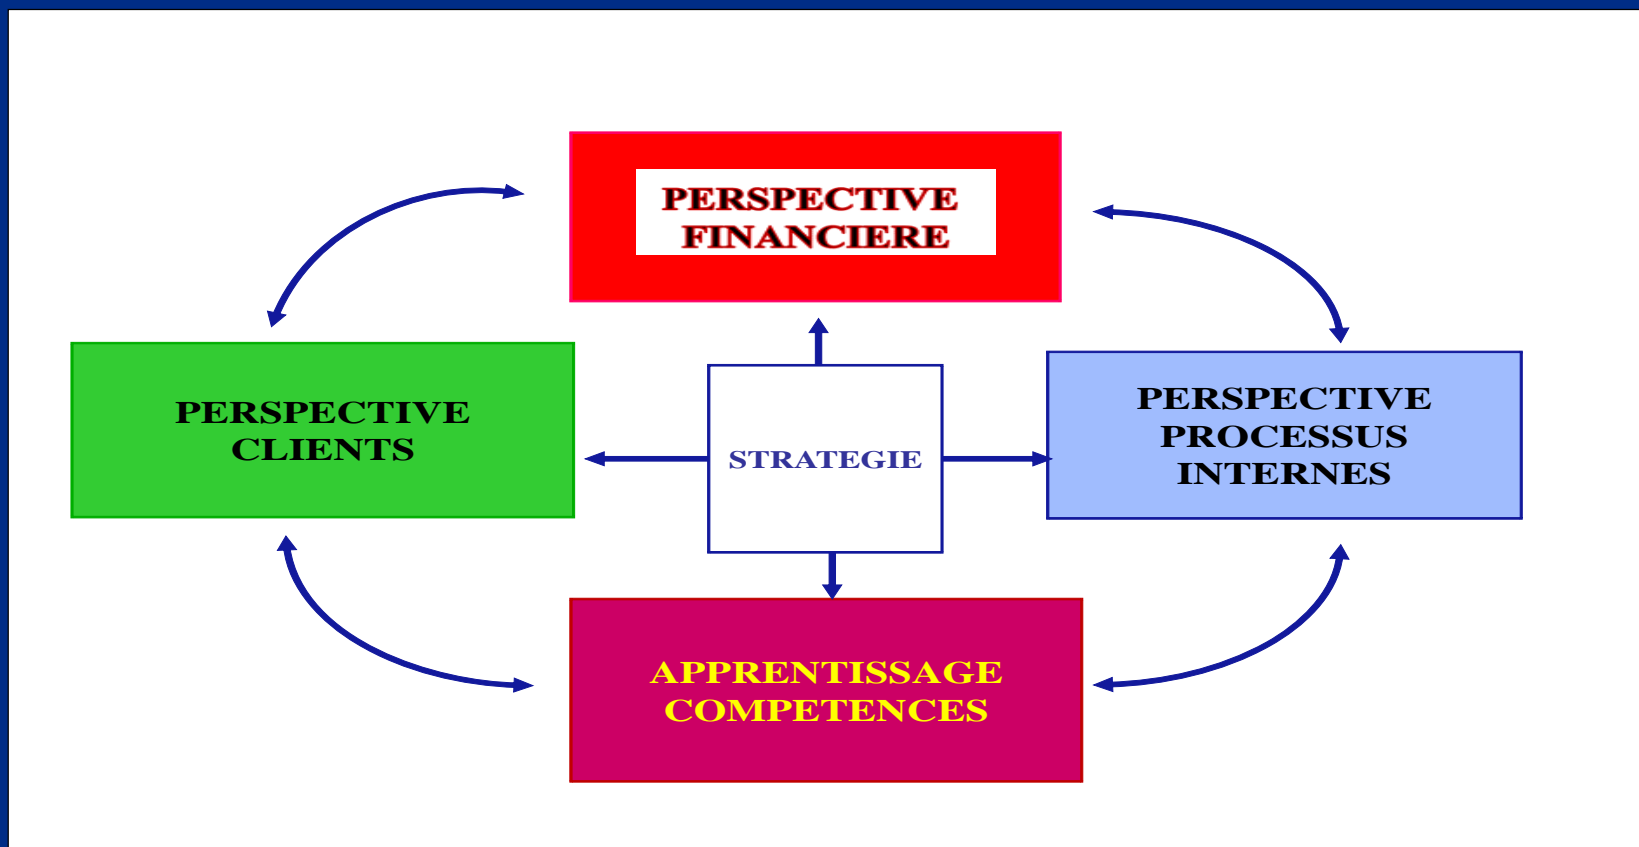 PERSPECTIVE
FINANCIERE
PERSPECTIVE
CLIENTS
STRATEGIE
PERSPECTIVE
PROCESSUS
INTERNES
APPRENTISSAGE
COMPETENCES